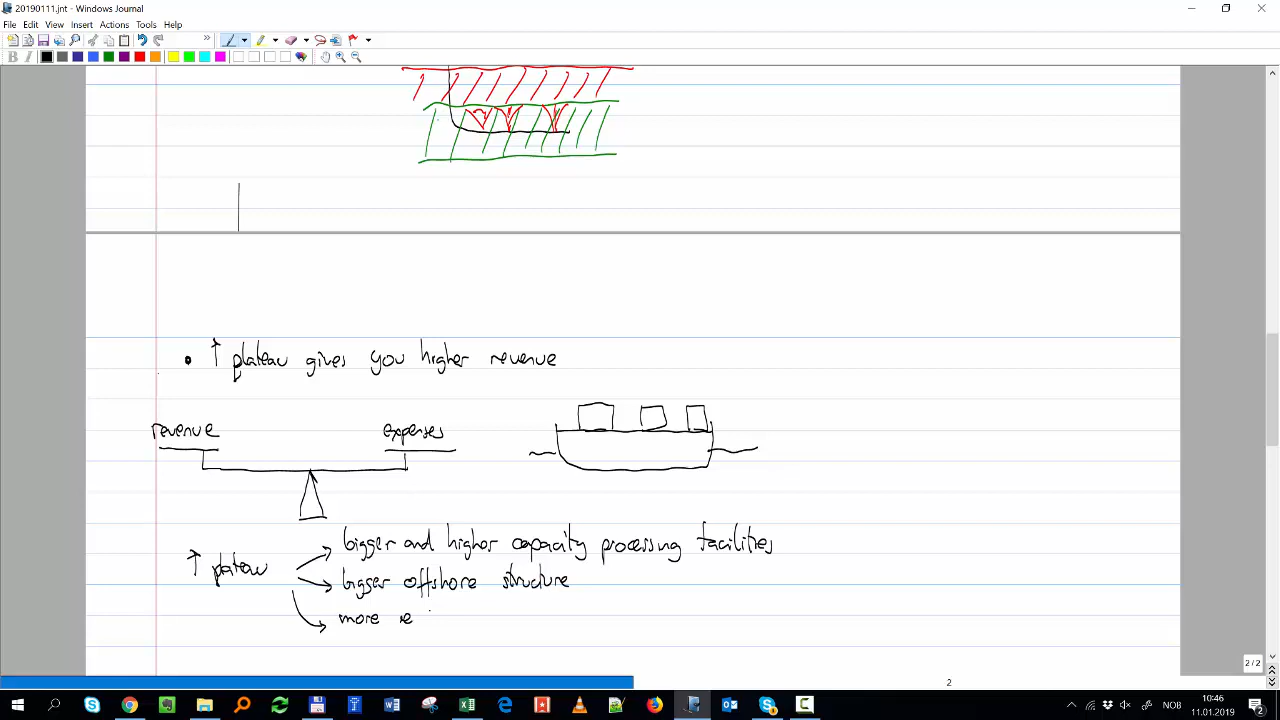 20190111.jnt - Windows Journal
File Edit View Insert Actions Tools Help
B I
• ↑ plateau gives you higher revenue
revenue
expenses
↑ plateau
bigger and higher capacity processing facilities
bigger offshore structure
more re
2/2
2
10:46
NOB
11.01.2019
2